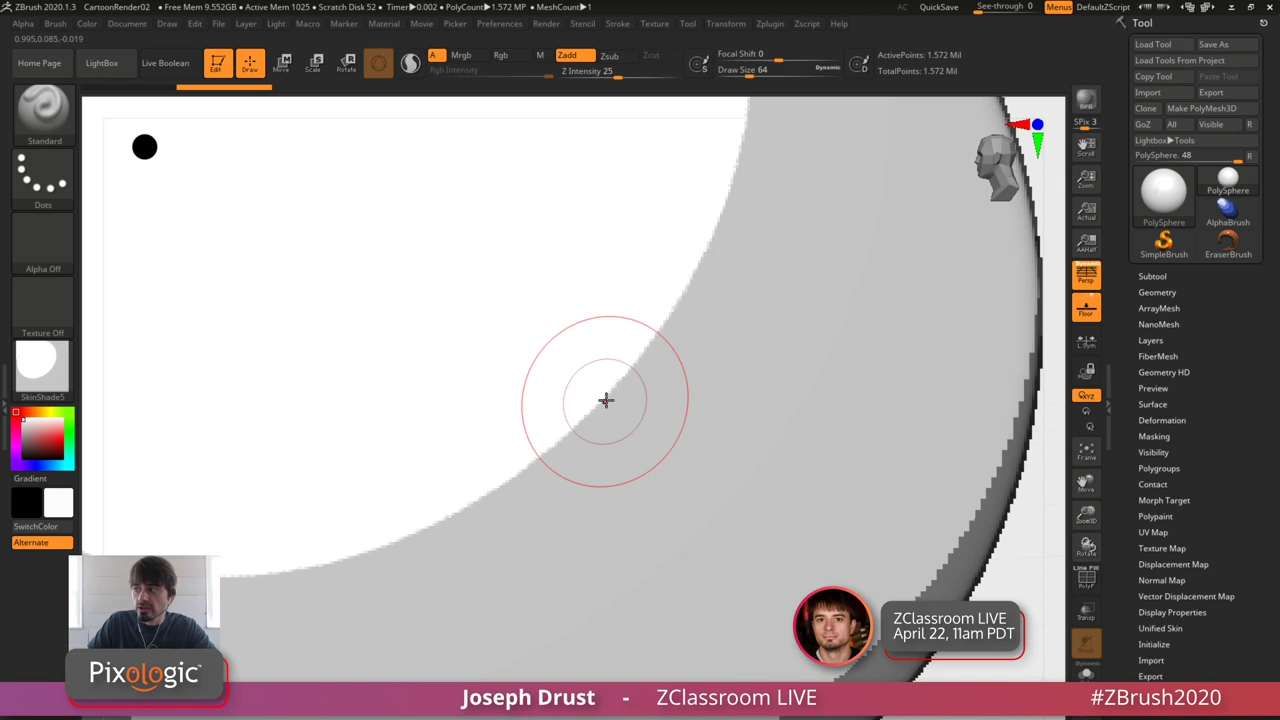 ZBrush 2020.1.3 CartoonRender02 • Free Mem 9.552GB • Active Mem 1025 • Scratch Disk 52 • Timer▶0.002 • PolyCount▶1.572 MP • MeshCount▶1 AC QuickSave See-through 0 Menus DefaultZScript
Alpha Brush Color Document Draw Edit File Layer Light Macro Marker Material Movie Picker Preferences Render Stencil Stroke Texture Tool Transform Zplugin Zscript Help
0.995,0.085,-0.019
Home Page LightBox Live Boolean Edit Draw Move Scale Rotate
A Mrgb Rgb M Zadd Zsub Zcut
Rgb Intensity Z Intensity 25
Focal Shift 0
Draw Size 64 Dynamic
S D
ActivePoints: 1.572 Mil
TotalPoints: 1.572 Mil
Standard
Dots
Alpha Off
Texture Off
SkinShade5
Gradient
SwitchColor
Alternate
BPR
SPix 3
Scroll
Zoom
Actual
AAHalf
Dynamic
Persp
Floor
L.Sym
XYZ
Frame
Move
Zoom3D
Rotate
Line Fill
PolyF
Transp
Dynamic
Tool
Load Tool Save As
Load Tools From Project
Copy Tool Paste Tool
Import Export
Clone Make PolyMesh3D
GoZ All Visible R
Lightbox▶Tools
PolySphere. 48 R
PolySphere PolySphere
AlphaBrush
SimpleBrush EraserBrush
Subtool
Geometry
ArrayMesh
NanoMesh
Layers
FiberMesh
Geometry HD
Preview
Surface
Deformation
Masking
Visibility
Polygroups
Contact
Morph Target
Polypaint
UV Map
Texture Map
Displacement Map
Normal Map
Vector Displacement Map
Display Properties
Unified Skin
Initialize
Import
Export
ZClassroom LIVE
April 22, 11am PDT
Pixologic™
Joseph Drust - ZClassroom LIVE #ZBrush2020